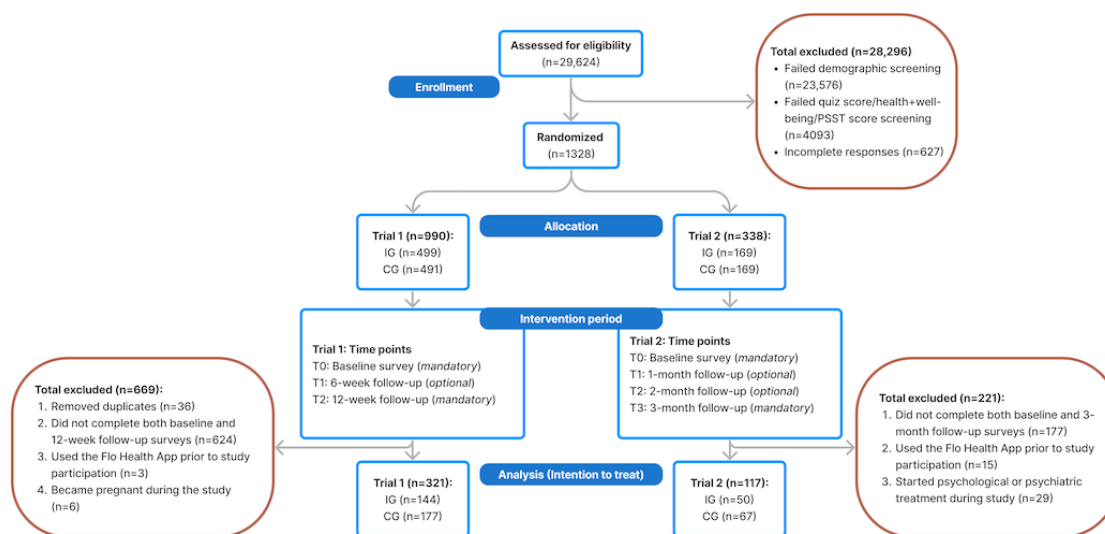 Assessed for eligibility
(n=29,624)
Total excluded (n=28,296)
• Failed demographic screening
(n=23,576)
• Failed quiz score/health+well-
being/PSST score screening
(n=4093)
• Incomplete responses (n=627)
Enrollment
Randomized
(n=1328)
Allocation
Trial 1 (n=990):
IG (n=499)
CG (n=491)
Trial 2 (n=338):
IG (n=169)
CG (n=169)
Intervention period
Trial 1: Time points
T0: Baseline survey (mandatory)
T1: 6-week follow-up (optional)
T2: 12-week follow-up (mandatory)
Trial 2: Time points
T0: Baseline survey (mandatory)
T1: 1-month follow-up (optional)
T2: 2-month follow-up (optional)
T3: 3-month follow-up (mandatory)
Total excluded (n=669):
1. Removed duplicates (n=36)
2. Did not complete both baseline and
12-week follow-up surveys (n=624)
3. Used the Flo Health App prior to study
participation (n=3)
4. Became pregnant during the study
(n=6)
Total excluded (n=221):
1. Did not complete both baseline and 3-
month follow-up surveys (n=177)
2. Used the Flo Health App prior to study
participation (n=15)
3. Started psychological or psychiatric
treatment during study (n=29)
Analysis (Intention to treat)
Trial 1 (n=321):
IG (n=144)
CG (n=177)
Trial 2 (n=117):
IG (n=50)
CG (n=67)